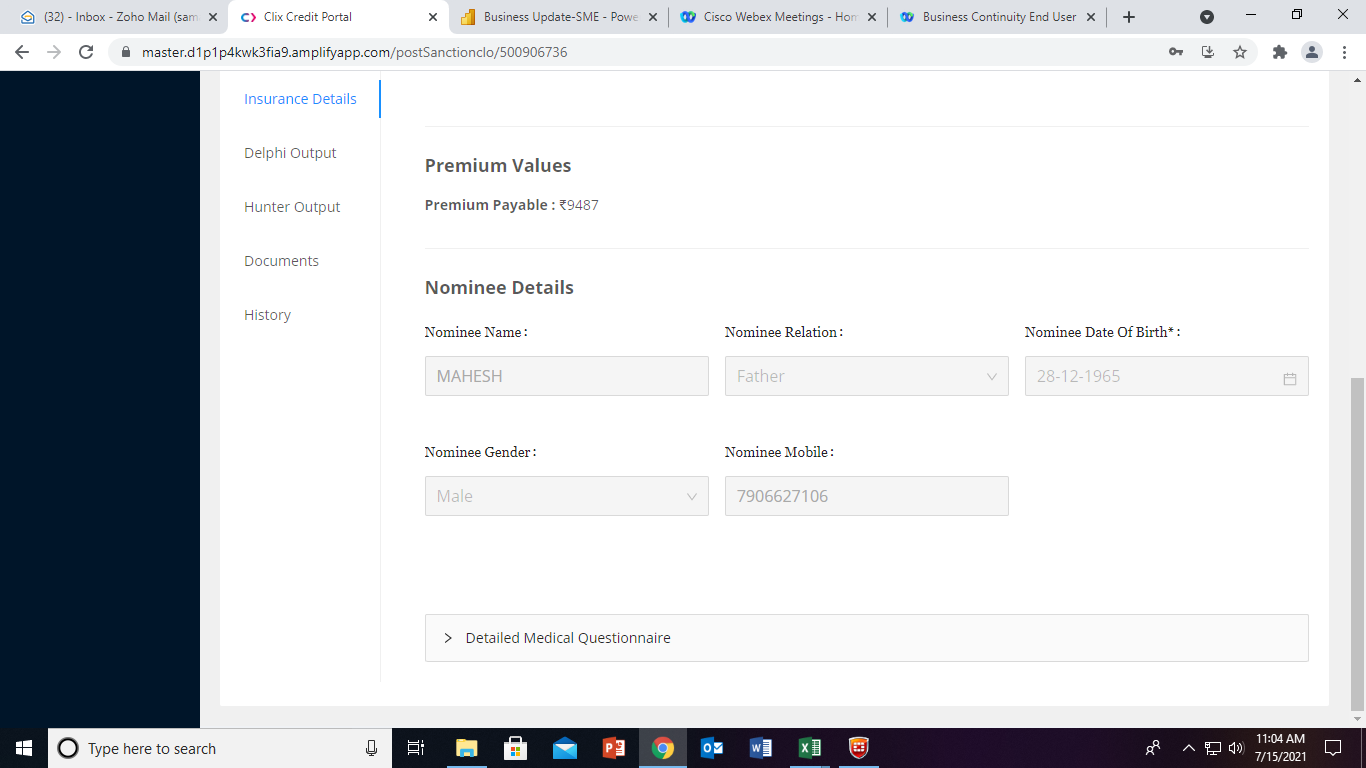 (32) - Inbox - Zoho Mail (sam
Clix Credit Portal
Business Update-SME - Powe
Cisco Webex Meetings - Hom
Business Continuity End User
master.d1p1p4kwk3fia9.amplifyapp.com/postSanctionclo/500906736
Insurance Details
Delphi Output
Hunter Output
Documents
History
Premium Values
Premium Payable : ₹9487
Nominee Details
Nominee Name :
Nominee Relation :
Nominee Date Of Birth* :
MAHESH
Father
28-12-1965
Nominee Gender :
Nominee Mobile :
Male
7906627106
Detailed Medical Questionnaire
Type here to search
11:04 AM
7/15/2021